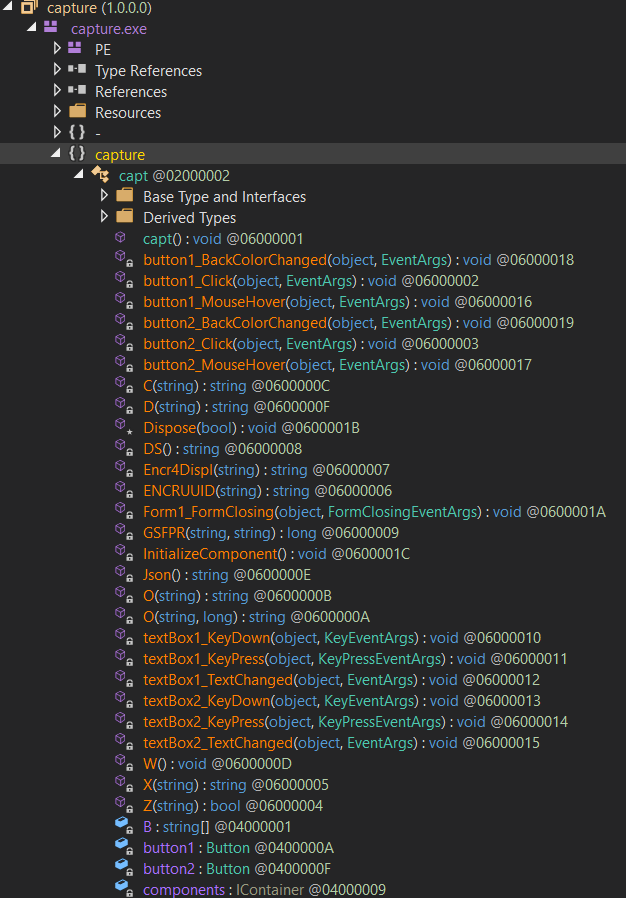 capture (1.0.0.0)
capture.exe
PE
Type References
References
Resources
{ } -
{ } capture
capt @02000002
Base Type and Interfaces
Derived Types
capt() : void @06000001
button1_BackColorChanged(object, EventArgs) : void @06000018
button1_Click(object, EventArgs) : void @06000002
button1_MouseHover(object, EventArgs) : void @06000016
button2_BackColorChanged(object, EventArgs) : void @06000019
button2_Click(object, EventArgs) : void @06000003
button2_MouseHover(object, EventArgs) : void @06000017
C(string) : string @0600000C
D(string) : string @0600000F
Dispose(bool) : void @0600001B
DS() : string @06000008
Encr4Displ(string) : string @06000007
ENCRUUID(string) : string @06000006
Form1_FormClosing(object, FormClosingEventArgs) : void @0600001A
GSFPR(string, string) : long @06000009
InitializeComponent() : void @0600001C
Json() : string @0600000E
O(string) : string @0600000B
O(string, long) : string @0600000A
textBox1_KeyDown(object, KeyEventArgs) : void @06000010
textBox1_KeyPress(object, KeyPressEventArgs) : void @06000011
textBox1_TextChanged(object, EventArgs) : void @06000012
textBox2_KeyDown(object, KeyEventArgs) : void @06000013
textBox2_KeyPress(object, KeyPressEventArgs) : void @06000014
textBox2_TextChanged(object, EventArgs) : void @06000015
W() : void @0600000D
X(string) : string @06000005
Z(string) : bool @06000004
B : string[] @04000001
button1 : Button @0400000A
button2 : Button @0400000F
components : IContainer @04000009